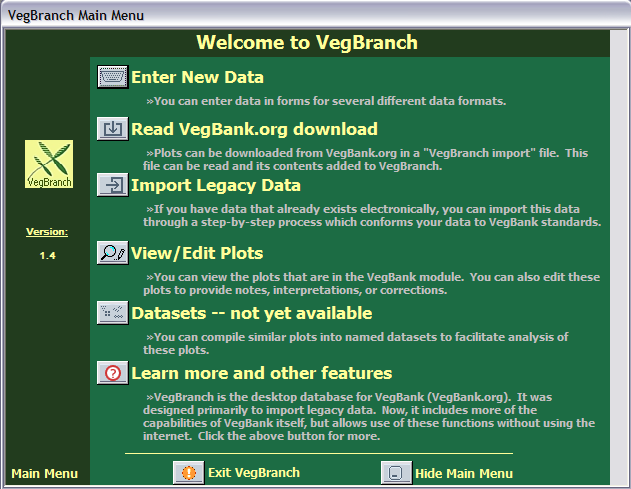 VegBranch Main Menu
Welcome to VegBranch
Enter New Data
»You can enter data in forms for several different data formats.
Read VegBank.org download
»Plots can be downloaded from VegBank.org in a "VegBranch import" file.  This
file can be read and its contents added to VegBranch.
Import Legacy Data
»If you have data that already exists electronically, you can import this data
through a step-by-step process which conforms your data to VegBank standards.
VegBranch
Version:
1.4
View/Edit Plots
»You can view the plots that are in the VegBank module.  You can also edit these
plots to provide notes, interpretations, or corrections.
Datasets -- not yet available
»You can compile similar plots into named datasets to facilitate analysis of
these plots.
Learn more and other features
»VegBranch is the desktop database for VegBank (VegBank.org).  It was
designed primarily to import legacy data.  Now, it includes more of the
capabilities of VegBank itself, but allows use of these functions without using the
internet.  Click the above button for more.
Main Menu
Exit VegBranch
Hide Main Menu